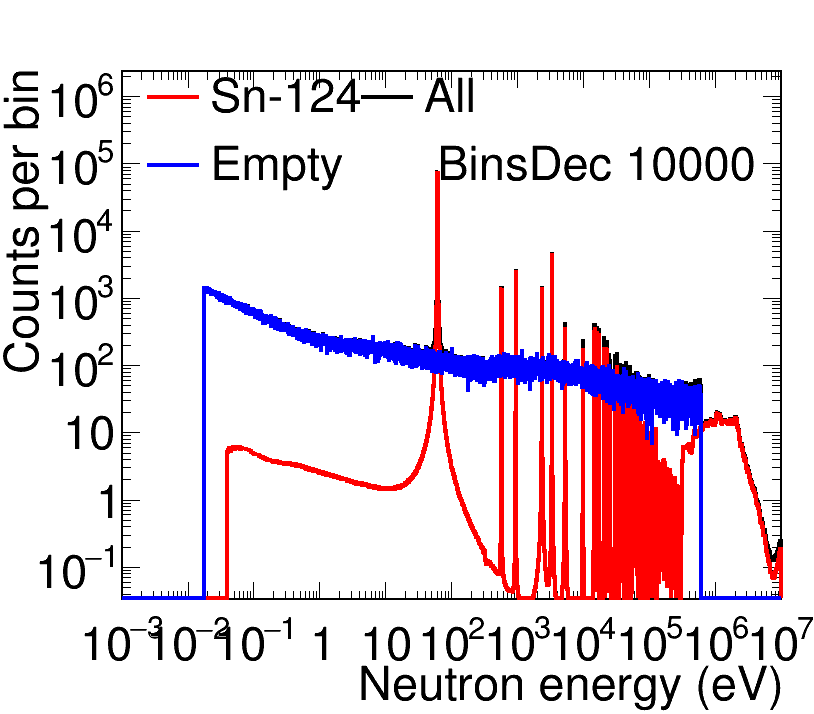 Sn-124 All
Empty BinsDec 10000
Counts per bin
10^6
10^5
10^4
10^3
10^2
10
1
10^−1
10^−3 10^−2 10^−1 1 10 10^2 10^3 10^4 10^5 10^6 10^7
Neutron energy (eV)